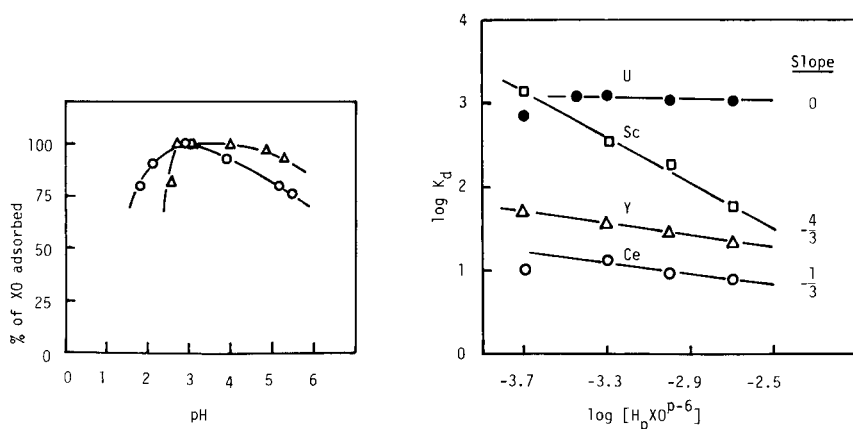 % of XO adsorbed
100
75
50
25
0
0 1 2 3 4 5 6
pH
log K_d
4
3
2
1
0
U
Sc
Y
Ce
Slope
0
-4/3
-1/3
-3.7 -3.3 -2.9 -2.5
log [H_pXO^{p-6}]